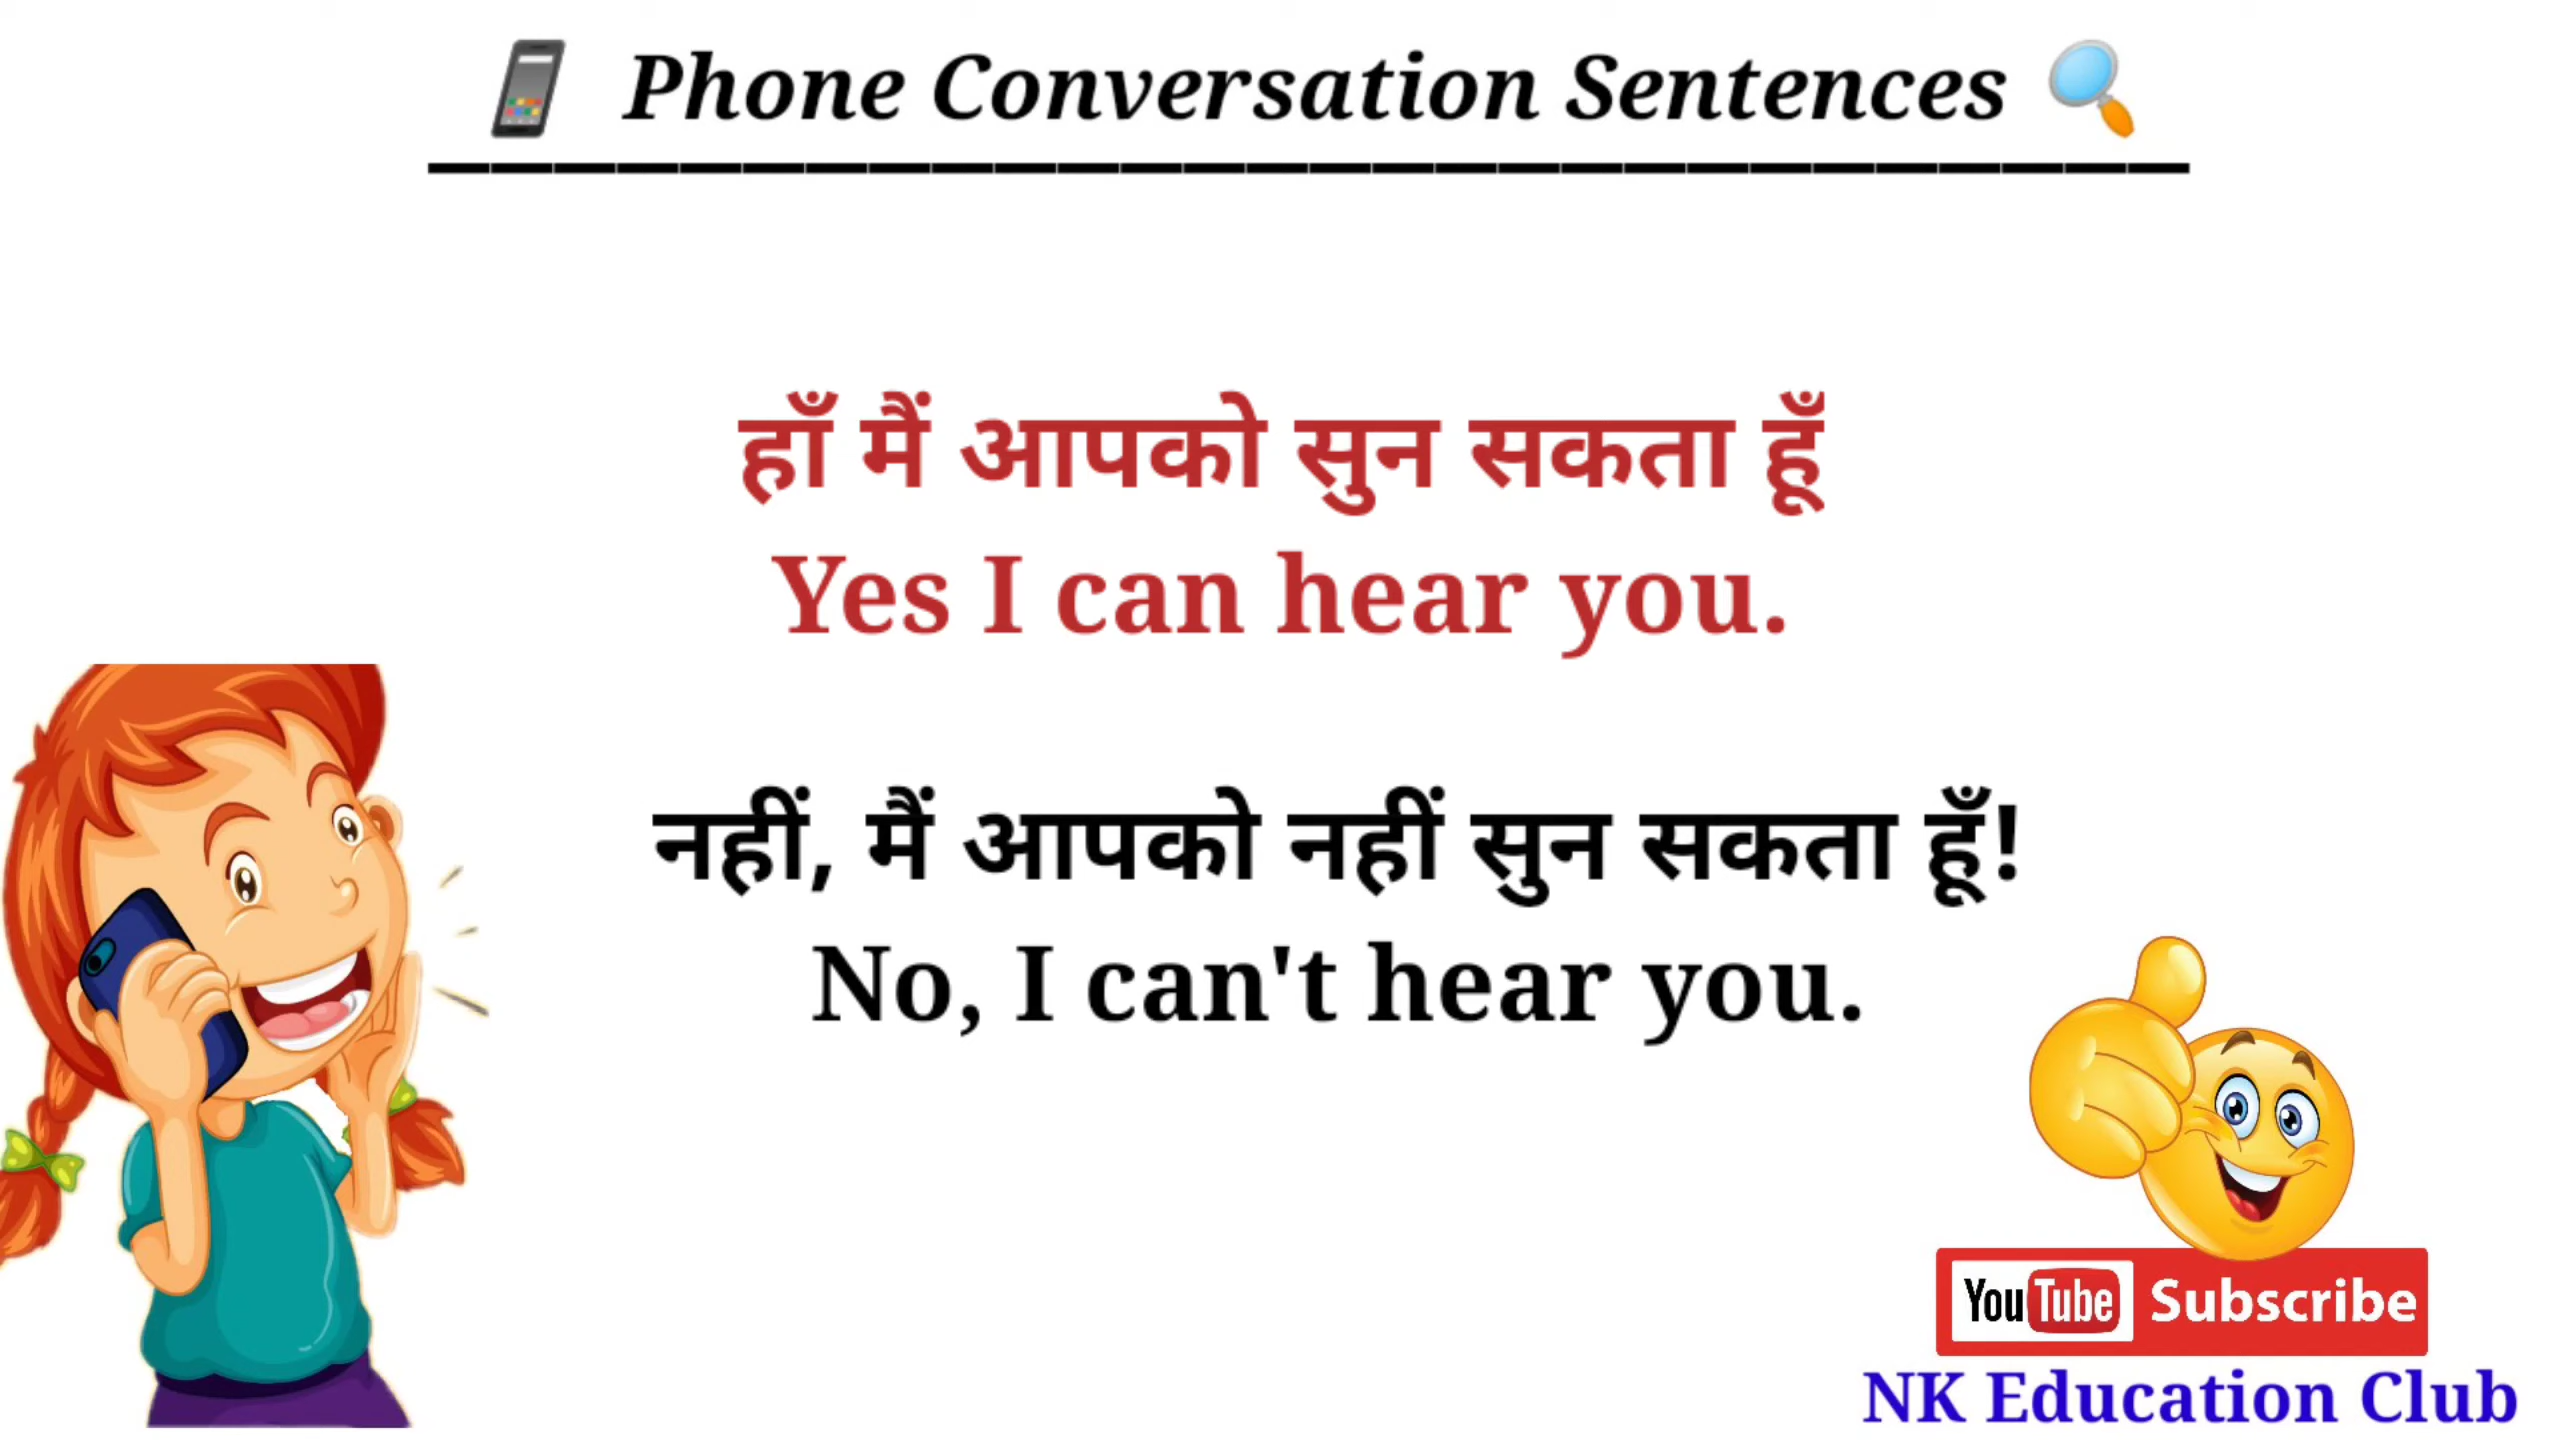 Phone Conversation Sentences
हाँ मैं आपको सुन सकता हूँ
Yes I can hear you.
नहीं, मैं आपको नहीं सुन सकता हूँ!
No, I can't hear you.
YouTube Subscribe
NK Education Club